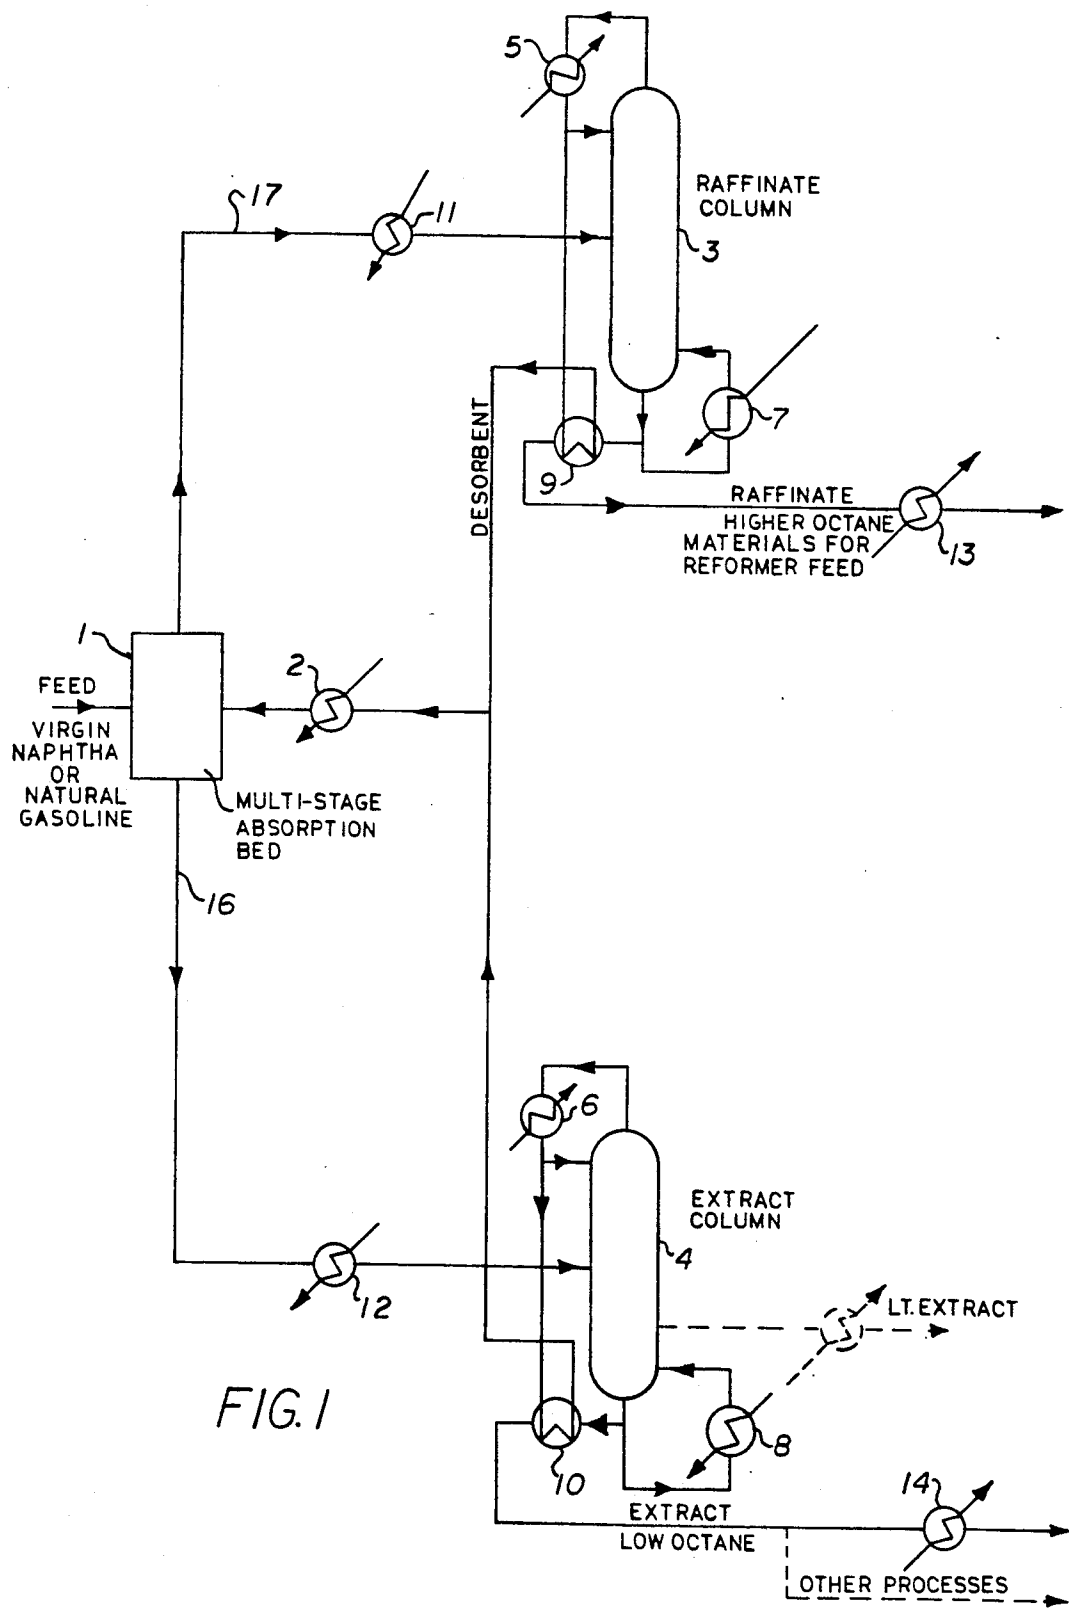 5
17
11
RAFFINATE
COLUMN
3
7
DESORBENT
9
RAFFINATE
HIGHER OCTANE
MATERIALS FOR
REFORMER FEED
13
1
2
FEED
VIRGIN
NAPHTHA
OR
NATURAL
GASOLINE
MULTI-STAGE
ABSORPTION
BED
16
6
EXTRACT
COLUMN
4
12
LT. EXTRACT
FIG. 1
8
10
14
EXTRACT
LOW OCTANE
OTHER PROCESSES